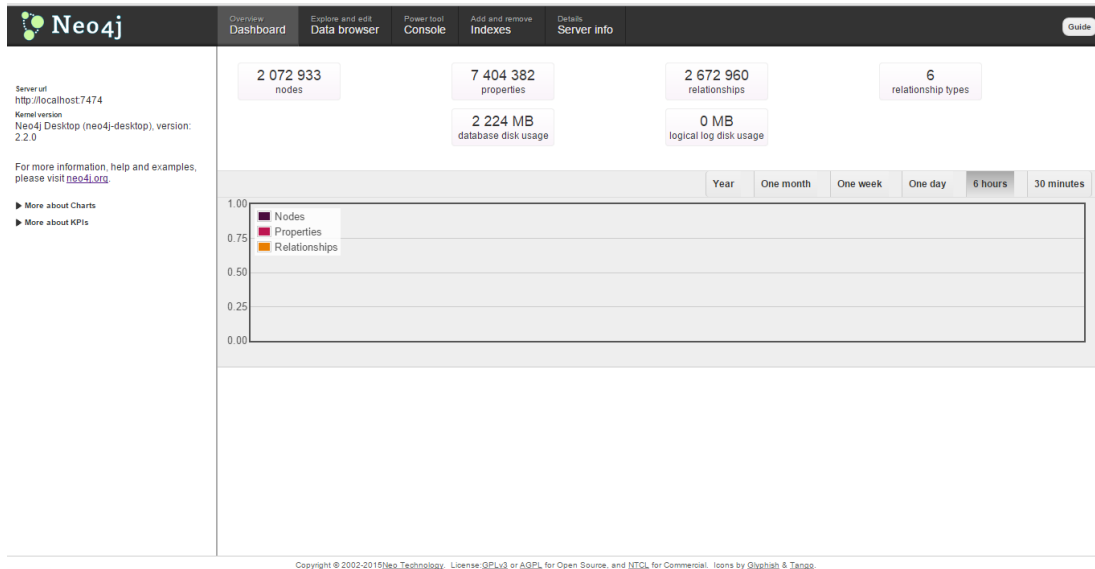 Neo4j
Overview
Dashboard
Explore and edit
Data browser
Power tool
Console
Add and remove
Indexes
Details
Server info
Guide
Server url
http://localhost:7474
Kernel version
Neo4j Desktop (neo4j-desktop), version:
2.2.0
For more information, help and examples,
please visit neo4j.org.
More about Charts
More about KPIs
2 072 933
nodes
7 404 382
properties
2 672 960
relationships
6
relationship types
2 224 MB
database disk usage
0 MB
logical log disk usage
Year
One month
One week
One day
6 hours
30 minutes
1.00
0.75
0.50
0.25
0.00
Nodes
Properties
Relationships
Copyright © 2002-2015Neo Technology. License:GPLv3 or AGPL for Open Source, and NTCL for Commercial. Icons by Glyphish & Tango.